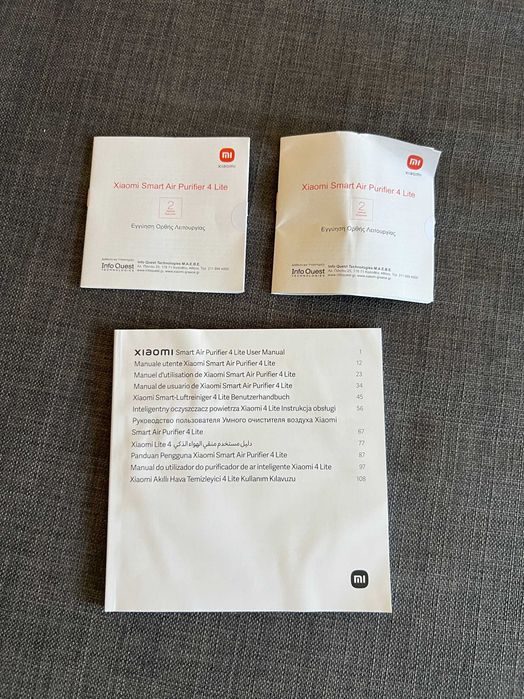 mi
XIAOMI
Xiaomi Smart Air Purifier 4 Lite
2
Εγγύηση Ορθής Λειτουργίας
Info Quest
TECHNOLOGIES
Info Quest Technologies Μ.Α.Ε.Β.Ε.
mi
XIAOMI
Xiaomi Smart Air Purifier 4 Lite
2
Εγγύηση Ορθής Λειτουργίας
Info Quest
TECHNOLOGIES
Info Quest Technologies Μ.Α.Ε.Β.Ε.
xiaomi Smart Air Purifier 4 Lite User Manual 1
Manuale utente Xiaomi Smart Air Purifier 4 Lite 12
Manuel d'utilisation de Xiaomi Smart Air Purifier 4 Lite 23
Manual de usuario de Xiaomi Smart Air Purifier 4 Lite 34
Xiaomi Smart-Luftreiniger 4 Lite Benutzerhandbuch 45
Inteligentny oczyszczacz powietrza Xiaomi 4 Lite Instrukcja obsługi 56
Руководство пользователя Умного очистителя воздуха Xiaomi
Smart Air Purifier 4 Lite 67
دليل مستخدم منقي الهواء الذكي Xiaomi Lite 4 77
Panduan Pengguna Xiaomi Smart Air Purifier 4 Lite 87
Manual do utilizador do purificador de ar inteligente Xiaomi 4 Lite 97
Xiaomi Akıllı Hava Temizleyici 4 Lite Kullanım Kılavuzu 108
mi